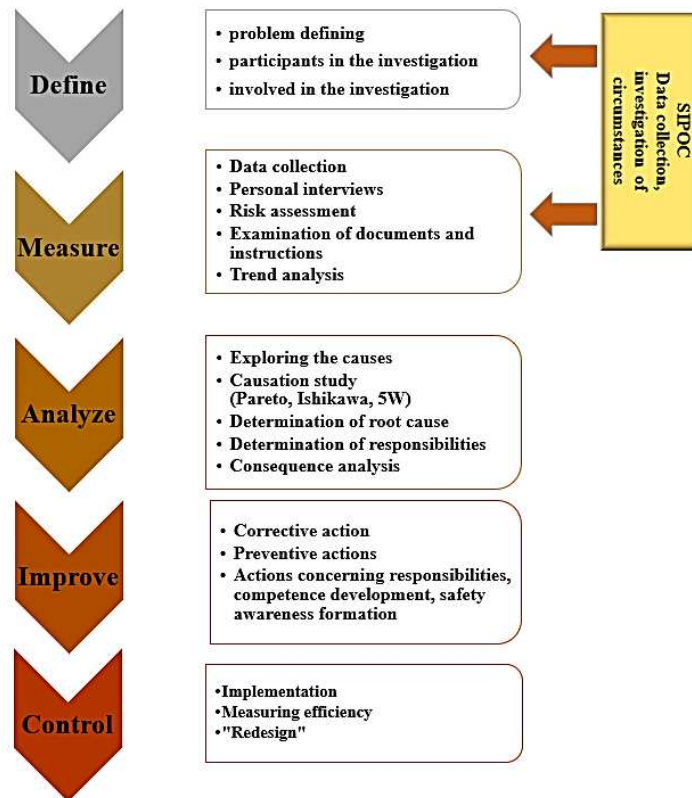 Define
• problem defining
• participants in the investigation
• involved in the investigation
SIPOC
Data collection,
investigation of
circumstances
Measure
• Data collection
• Personal interviews
• Risk assessment
• Examination of documents and
instructions
• Trend analysis
Analyze
• Exploring the causes
• Causation study
(Pareto, Ishikawa, 5W)
• Determination of root cause
• Determination of responsibilities
• Consequence analysis
Improve
• Corrective action
• Preventive actions
• Actions concerning responsibilities,
competence development, safety
awareness formation
Control
•Implementation
•Measuring efficiency
•"Redesign"